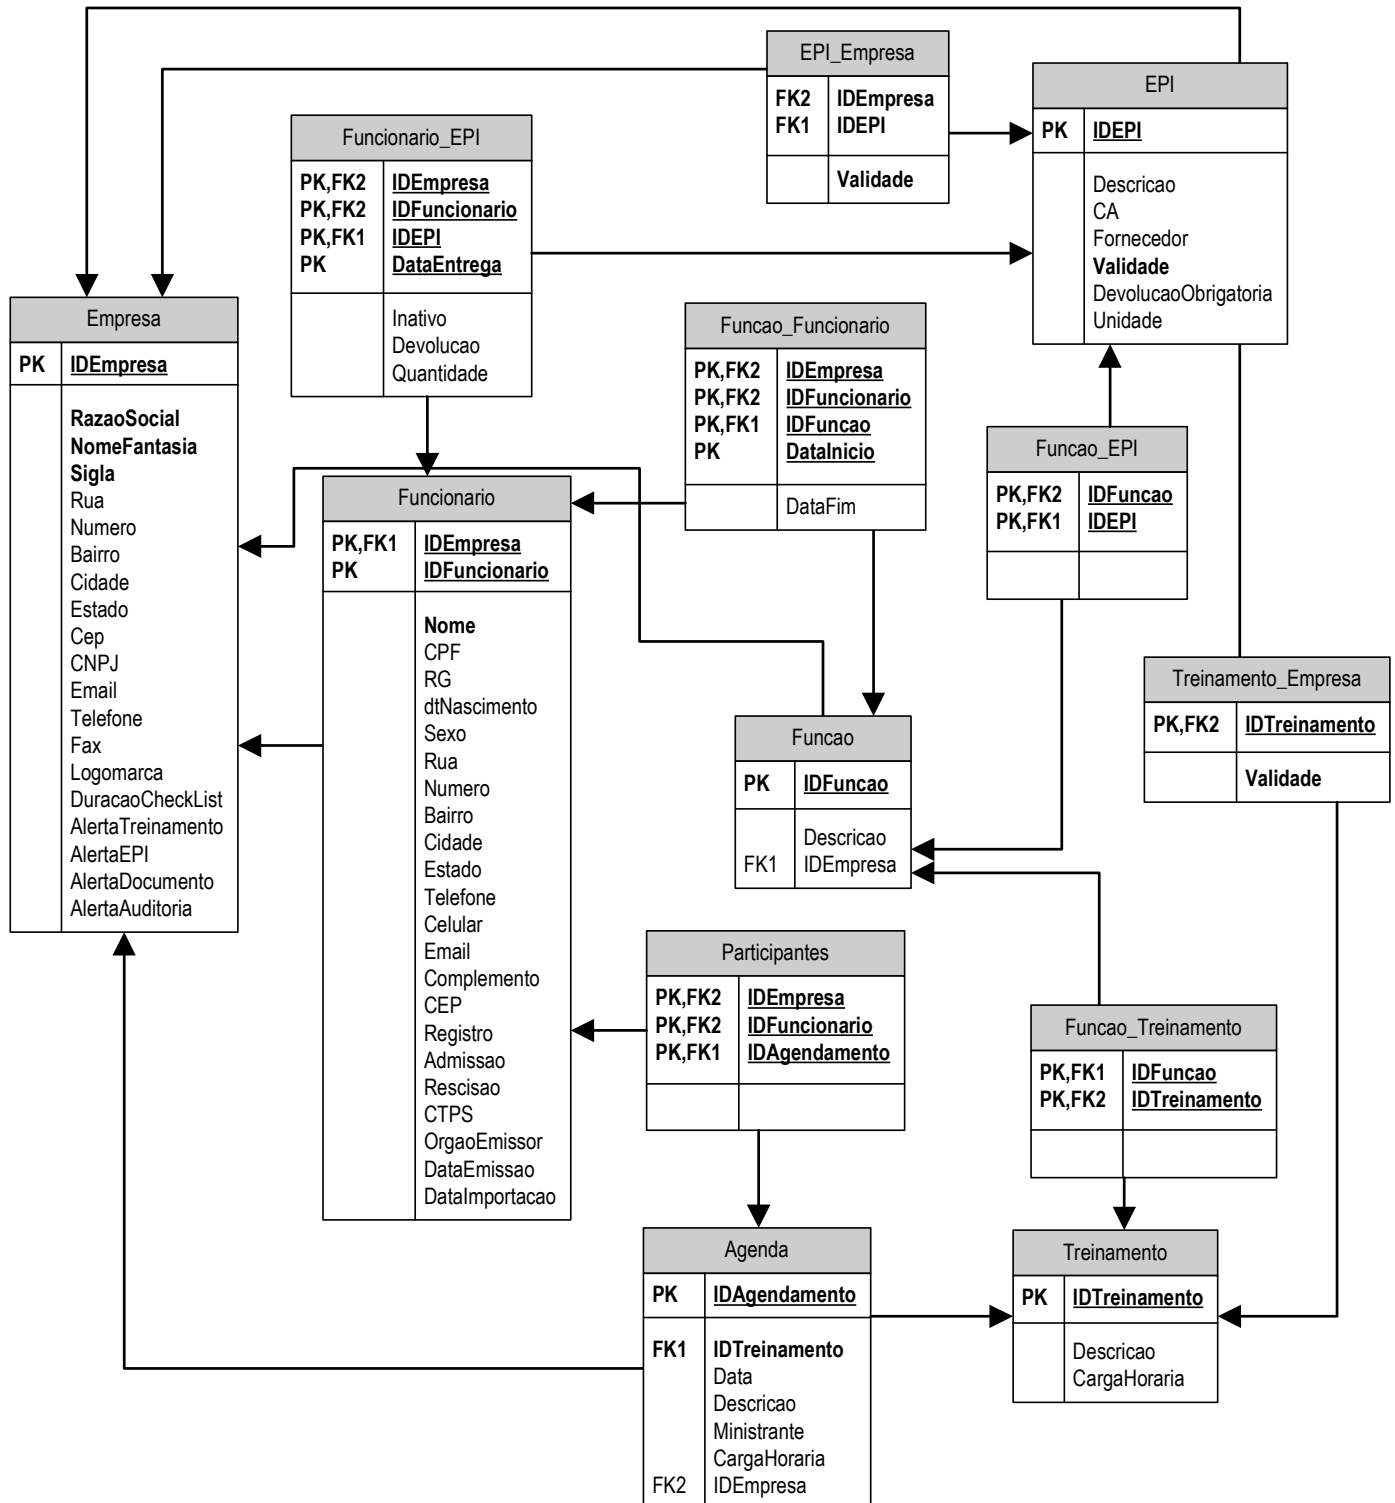 EPI_Empresa
FK2 IDEmpresa
FK1 IDEPI
Validade
EPI
PK IDEPI
Descricao
CA
Fornecedor
Validade
DevolucaoObrigatoria
Unidade
Funcionario_EPI
PK,FK2 IDEmpresa
PK,FK2 IDFuncionario
PK,FK1 IDEPI
PK DataEntrega
Inativo
Devolucao
Quantidade
Empresa
PK IDEmpresa
RazaoSocial
NomeFantasia
Sigla
Rua
Numero
Bairro
Cidade
Estado
Cep
CNPJ
Email
Telefone
Fax
Logomarca
DuracaoCheckList
AlertaTreinamento
AlertaEPI
AlertaDocumento
AlertaAuditoria
Funcao_Funcionario
PK,FK2 IDEmpresa
PK,FK2 IDFuncionario
PK,FK1 IDFuncao
PK DataInicio
DataFim
Funcao_EPI
PK,FK2 IDFuncao
PK,FK1 IDEPI
Funcionario
PK,FK1 IDEmpresa
PK IDFuncionario
Nome
CPF
RG
dtNascimento
Sexo
Rua
Numero
Bairro
Cidade
Estado
Telefone
Celular
Email
Complemento
CEP
Registro
Admissao
Rescisao
CTPS
OrgaoEmissor
DataEmissao
DataImportacao
Treinamento_Empresa
PK,FK2 IDTreinamento
Validade
Funcao
PK IDFuncao
Descricao
FK1 IDEmpresa
Participantes
PK,FK2 IDEmpresa
PK,FK2 IDFuncionario
PK,FK1 IDAgendamento
Funcao_Treinamento
PK,FK1 IDFuncao
PK,FK2 IDTreinamento
Agenda
PK IDAgendamento
FK1 IDTreinamento
Data
Descricao
Ministrante
CargaHoraria
FK2 IDEmpresa
Treinamento
PK IDTreinamento
Descricao
CargaHoraria